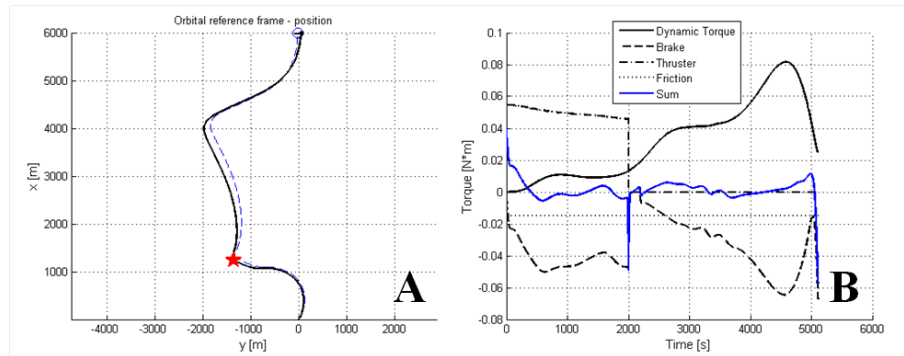 Orbital reference frame - position
6000
5000
4000
3000
2000
1000
x [m]
-4000 -3000 -2000 -1000 0 1000 2000
y [m]
A
0.1
0.08
0.06
0.04
0.02
0
-0.02
-0.04
-0.06
-0.08
Torque [N*m]
Dynamic Torque
Brake
Thruster
Friction
Sum
0 1000 2000 3000 4000 5000 6000
Time [s]
B